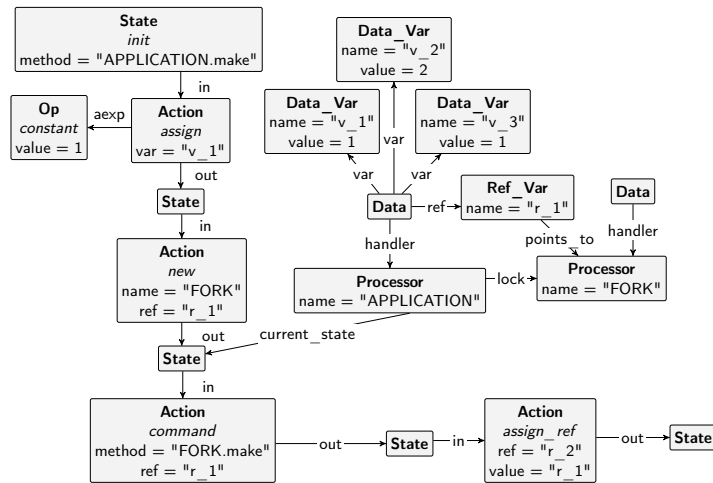 State
init
method = "APPLICATION.make"
in
Op
constant
value = 1
aexp
Action
assign
var = "v_1"
out
State
in
Action
new
name = "FORK"
ref = "r_1"
out
State
in
Action
command
method = "FORK.make"
ref = "r_1"
out
State
in
Action
assign_ref
ref = "r_2"
value = "r_1"
out
State
Data_Var
name = "v_2"
value = 2
Data_Var
name = "v_1"
value = 1
Data_Var
name = "v_3"
value = 1
var
var
var
Data
ref
Ref_Var
name = "r_1"
Data
handler
points_to
handler
Processor
name = "APPLICATION"
lock
Processor
name = "FORK"
current_state